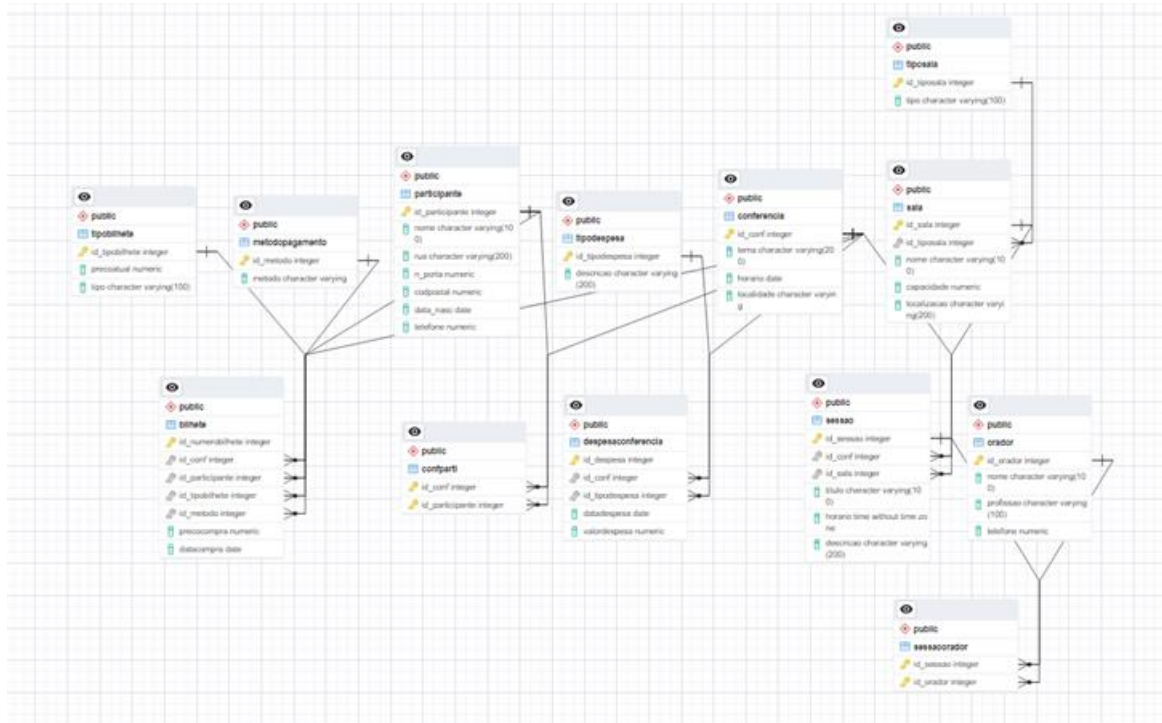 public
tiposala
id_tiposala integer
tipo character varying(100)
public
tipobilhete
id_tipobilhete integer
precoatual numeric
tipo character varying(100)
public
metodopagamento
id_metodo integer
metodo character varying
public
participante
id_participante integer
nome character varying(10
0)
rua character varying(200)
n_porta numeric
codpostal numeric
data_nasc date
telefone numeric
public
tipodespesa
id_tipodespesa integer
descricao character varying
(200)
public
conferencia
id_conf integer
tema character varying(20
0)
horario date
localidade character varyin
g
public
sala
id_sala integer
id_tiposala integer
nome character varying(10
0)
capacidade numeric
localizacao character varyi
ng(200)
public
bilhete
id_numerobilhete integer
id_conf integer
id_participante integer
id_tipobilhete integer
id_metodo integer
precocompra numeric
datacompra date
public
confparti
id_conf integer
id_participante integer
public
despesaconferencia
id_despesa integer
id_conf integer
id_tipodespesa integer
datadespesa date
valordespesa numeric
public
sessao
id_sessao integer
id_conf integer
id_sala integer
titulo character varying(10
0)
horario time without time zo
ne
descricao character varying
(200)
public
orador
id_orador integer
nome character varying(10
0)
profissao character varying
(100)
telefone numeric
public
sessaoorador
id_sessao integer
id_orador integer